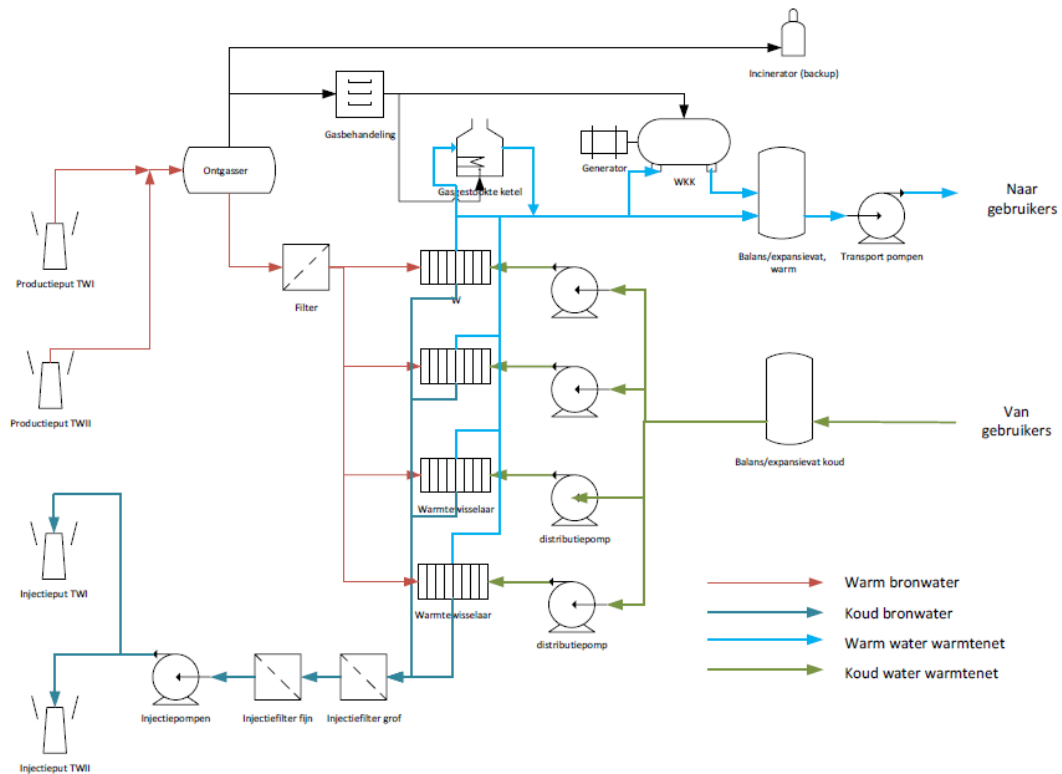 Incinerator (backup)
Gasbehandeling
Generator
WKK
Ontgasser
Gasgestookte ketel
Naar
gebruikers
Productieput TWI
Filter
W
Balans/expansievat,
warm
Transport pompen
Productieput TWII
Van
gebruikers
Balans/expansievat koud
Warmtewisselaar
distributiepomp
Injectieput TWI
Warm bronwater
Koud bronwater
Warmtewisselaar
distributiepomp
Warm water warmtenet
Koud water warmtenet
Injectiepompen
Injectiefilter fijn
Injectiefilter grof
Injectieput TWII